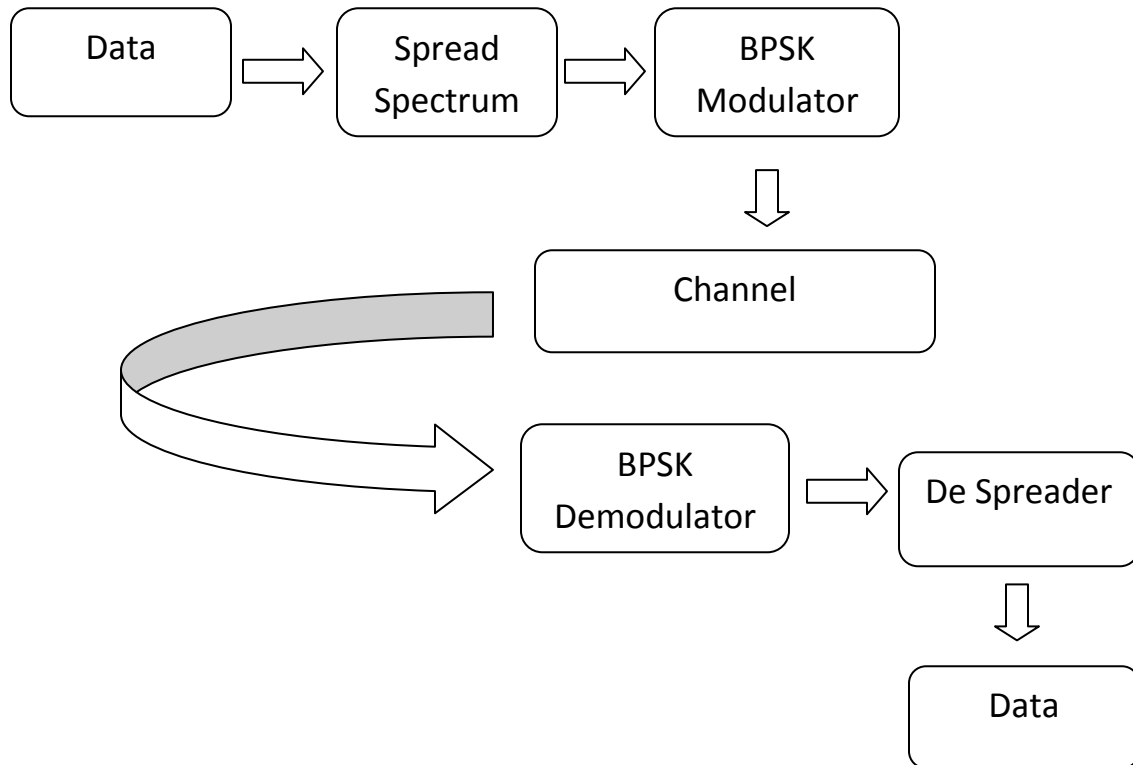 Data
Spread
Spectrum
BPSK
Modulator
Channel
BPSK
Demodulator
De Spreader
Data